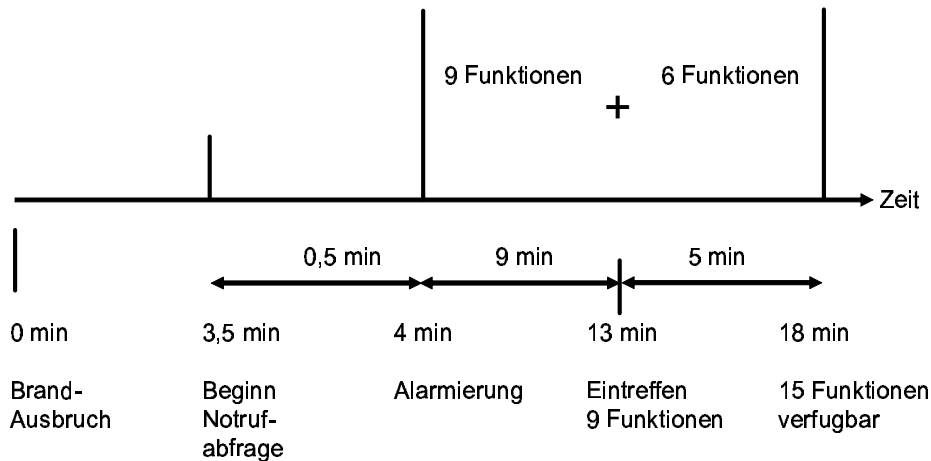 9 Funktionen
6 Funktionen
+
Zeit
0,5 min
9 min
5 min
0 min
3,5 min
4 min
13 min
18 min
Brand-
Ausbruch
Beginn
Notruf-
abfrage
Alarmierung
Eintreffen
9 Funktionen
15 Funktionen
verfugbar